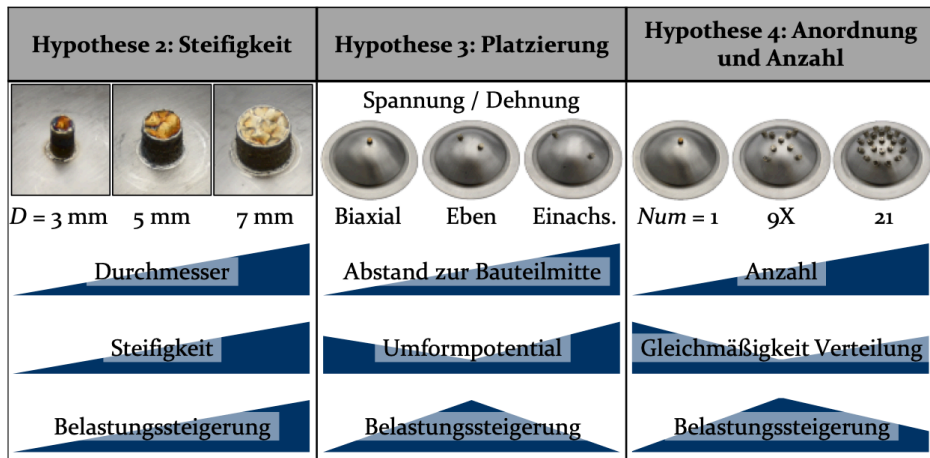 Hypothese 2: Steifigkeit
Hypothese 3: Platzierung
Hypothese 4: Anordnung
und Anzahl
D = 3 mm
5 mm
7 mm
Durchmesser
Steifigkeit
Belastungssteigerung
Spannung / Dehnung
Biaxial
Eben
Einachs.
Abstand zur Bauteilmitte
Umformpotential
Belastungssteigerung
Num = 1
9X
21
Anzahl
Gleichmäßigkeit Verteilung
Belastungssteigerung